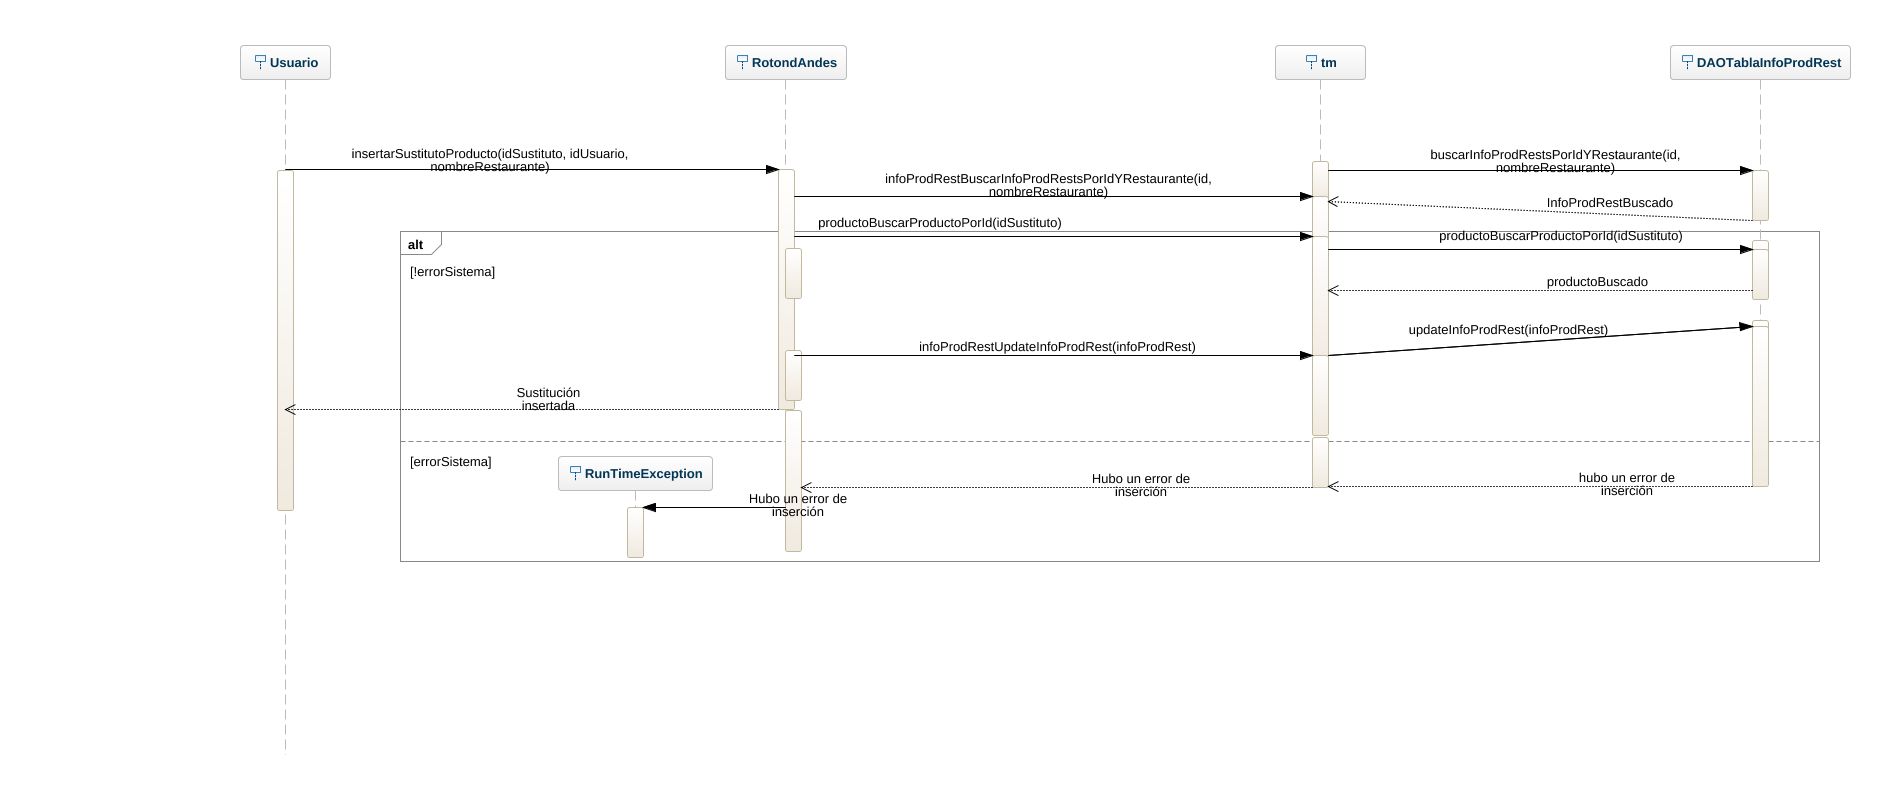 Usuario
RotondAndes
tm
DAOTablaInfoProdRest
insertarSustitutoProducto(idSustituto, idUsuario,
nombreRestaurante)
buscarInfoProdRestsPorIdYRestaurante(id,
nombreRestaurante)
infoProdRestBuscarInfoProdRestsPorIdYRestaurante(id,
nombreRestaurante)
InfoProdRestBuscado
productoBuscarProductoPorId(idSustituto)
productoBuscarProductoPorId(idSustituto)
alt
[!errorSistema]
productoBuscado
updateInfoProdRest(infoProdRest)
infoProdRestUpdateInfoProdRest(infoProdRest)
Sustitución
insertada
[errorSistema]
RunTimeException
Hubo un error de
inserción
hubo un error de
inserción
Hubo un error de
inserción